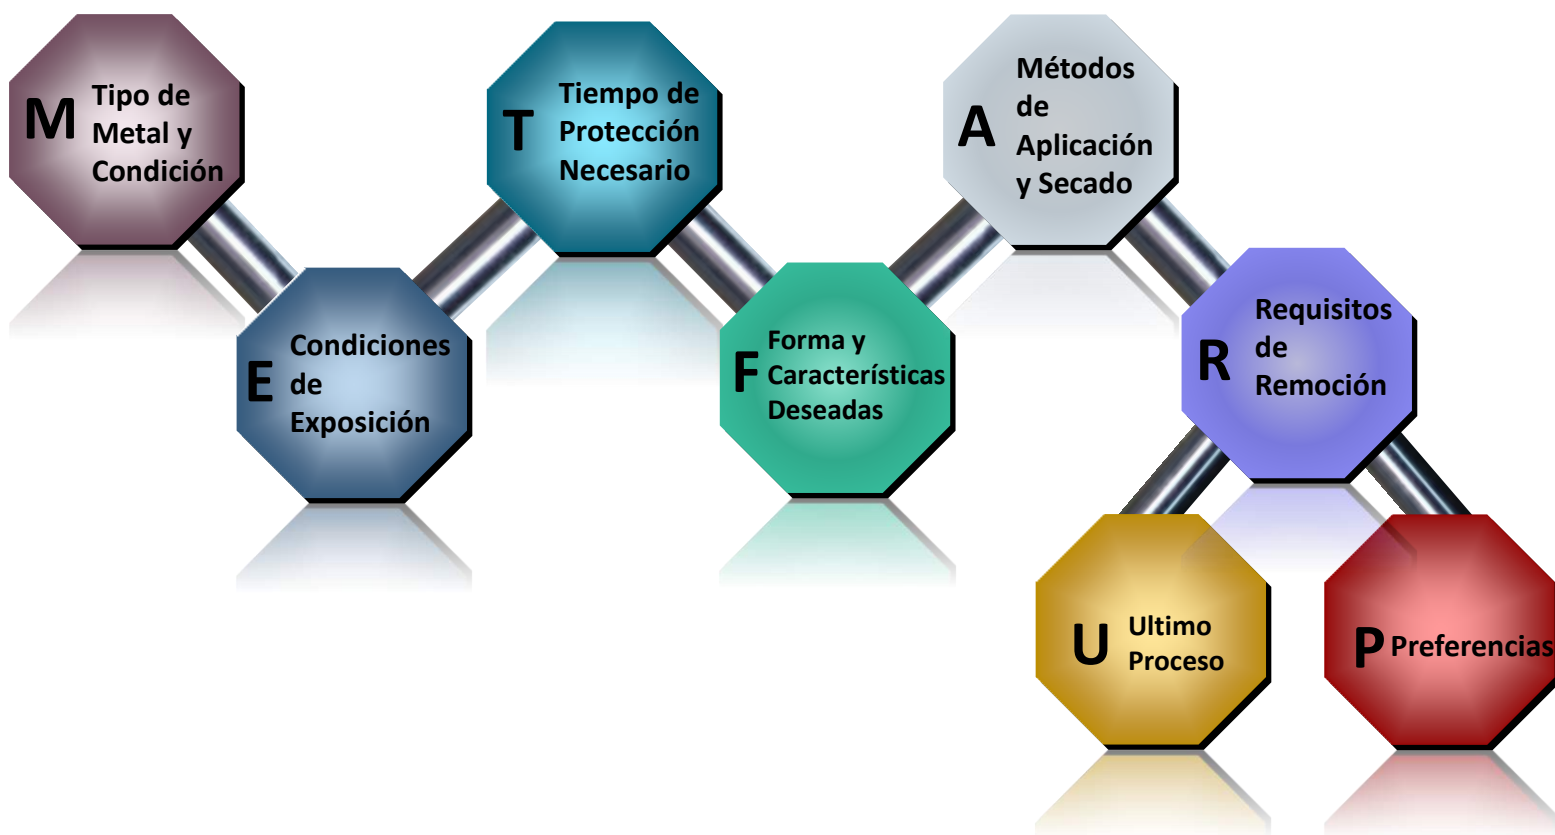 M
Tipo de
Metal y
Condición
E
Condiciones
de
Exposición
T
Tiempo de
Protección
Necesario
F
Forma y
Características
Deseadas
A
Métodos
de
Aplicación
y Secado
R
Requisitos
de
Remoción
U
Ultimo
Proceso
P
Preferencias